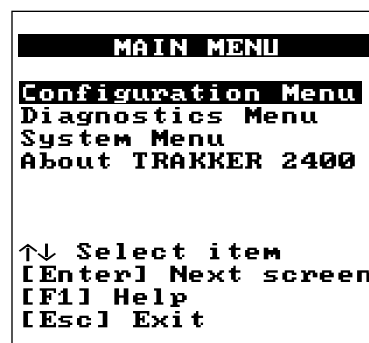 MAIN MENU
Configuration Menu
Diagnostics Menu
System Menu
About TRAKKER 2400
↑↓ Select item
[Enter] Next screen
[F1] Help
[Esc] Exit